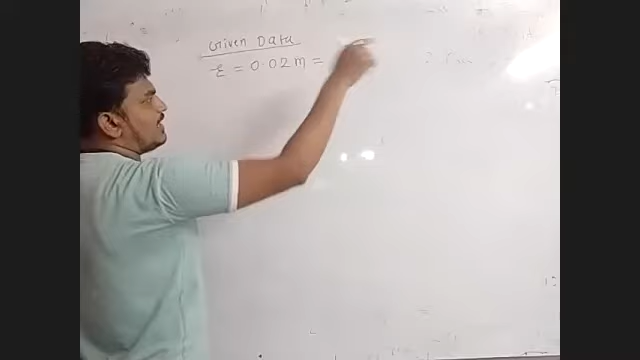 Given Data
ε = 0.02 m =